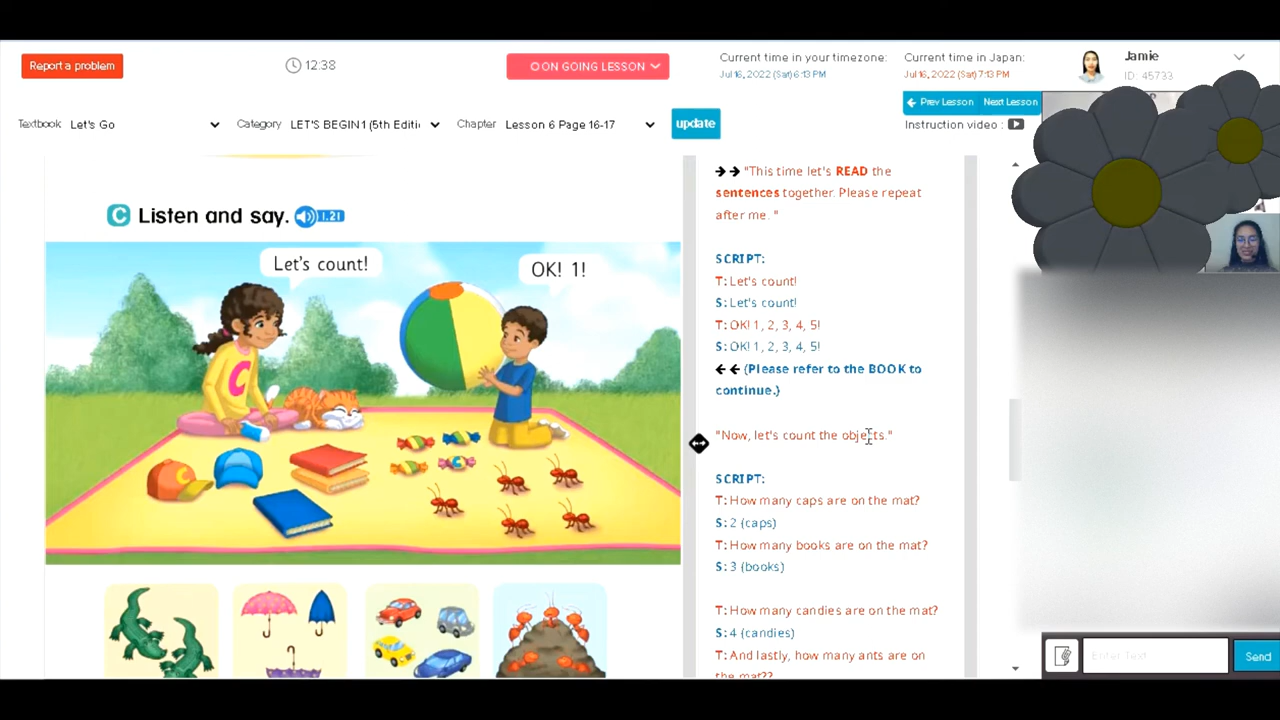 Report a problem
12:38
ON GOING LESSON
Current time in your timezone:
Jul 16, 2022 (Sat) 6:13 PM
Current time in Japan:
Jul 16, 2022 (Sat) 7:13 PM
Jamie
ID: 45733
Prev Lesson
Next Lesson
Textbook
Let's Go
Category
LET'S BEGIN1 (5th Editi
Chapter
Lesson 6 Page 16-17
update
Instruction video :
C Listen and say. 1.21
Let's count!
OK! 1!
C
C
"This time let's READ the
sentences together. Please repeat
after me. "
SCRIPT:
T: Let's count!
S: Let's count!
T: OK! 1, 2, 3, 4, 5!
S: OK! 1, 2, 3, 4, 5!
{Please refer to the BOOK to
continue.}
"Now, let's count the objects."
SCRIPT:
T: How many caps are on the mat?
S: 2 (caps)
T: How many books are on the mat?
S: 3 (books)
T: How many candies are on the mat?
S: 4 (candies)
T: And lastly, how many ants are on
the mat??
Enter Text
Send